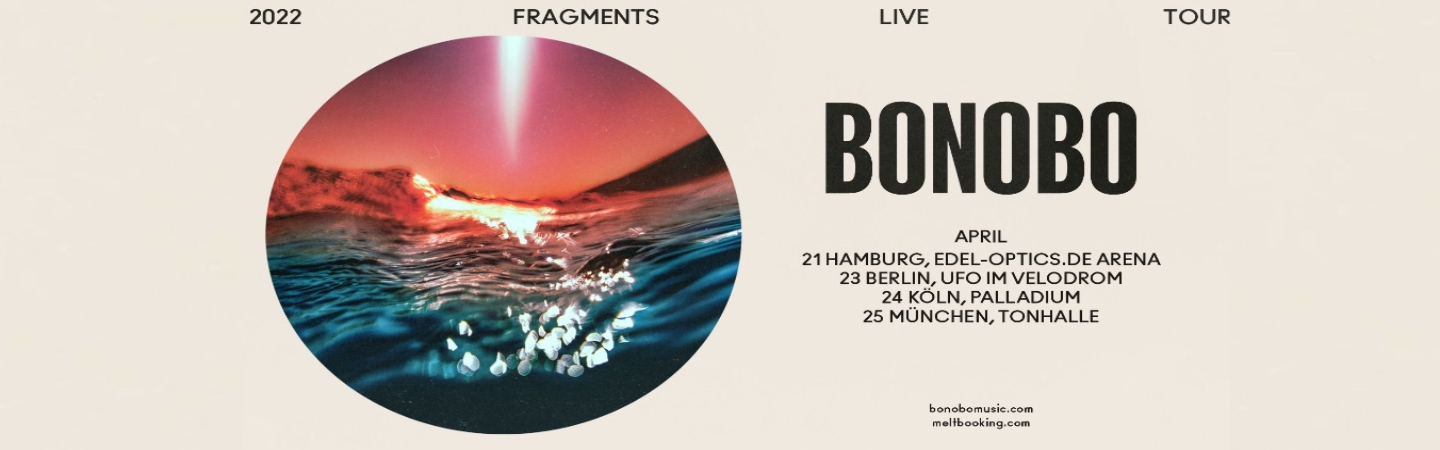 2022 FRAGMENTS LIVE TOUR
BONOBO
APRIL
21 HAMBURG, EDEL-OPTICS.DE ARENA
23 BERLIN, UFO IM VELODROM
24 KÖLN, PALLADIUM
25 MÜNCHEN, TONHALLE
bonobomusic.com
meltbooking.com